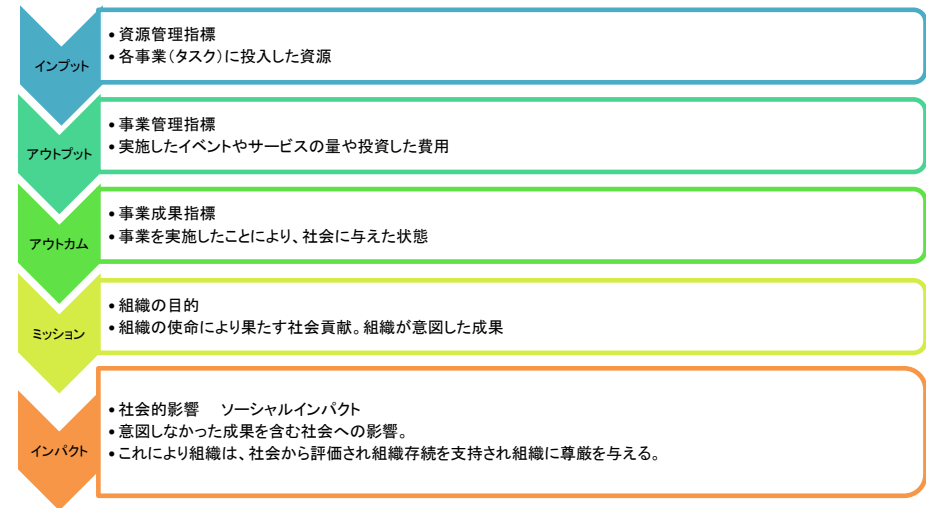 インプット
• 資源管理指標
• 各事業（タスク）に投入した資源
アウトプット
• 事業管理指標
• 実施したイベントやサービスの量や投資した費用
アウトカム
• 事業成果指標
• 事業を実施したことにより、社会に与えた状態
ミッション
• 組織の目的
• 組織の使命により果たす社会貢献。組織が意図した成果
インパクト
• 社会的影響　ソーシャルインパクト
• 意図しなかった成果を含む社会への影響。
• これにより組織は、社会から評価され組織存続を支持され組織に尊厳を与える。